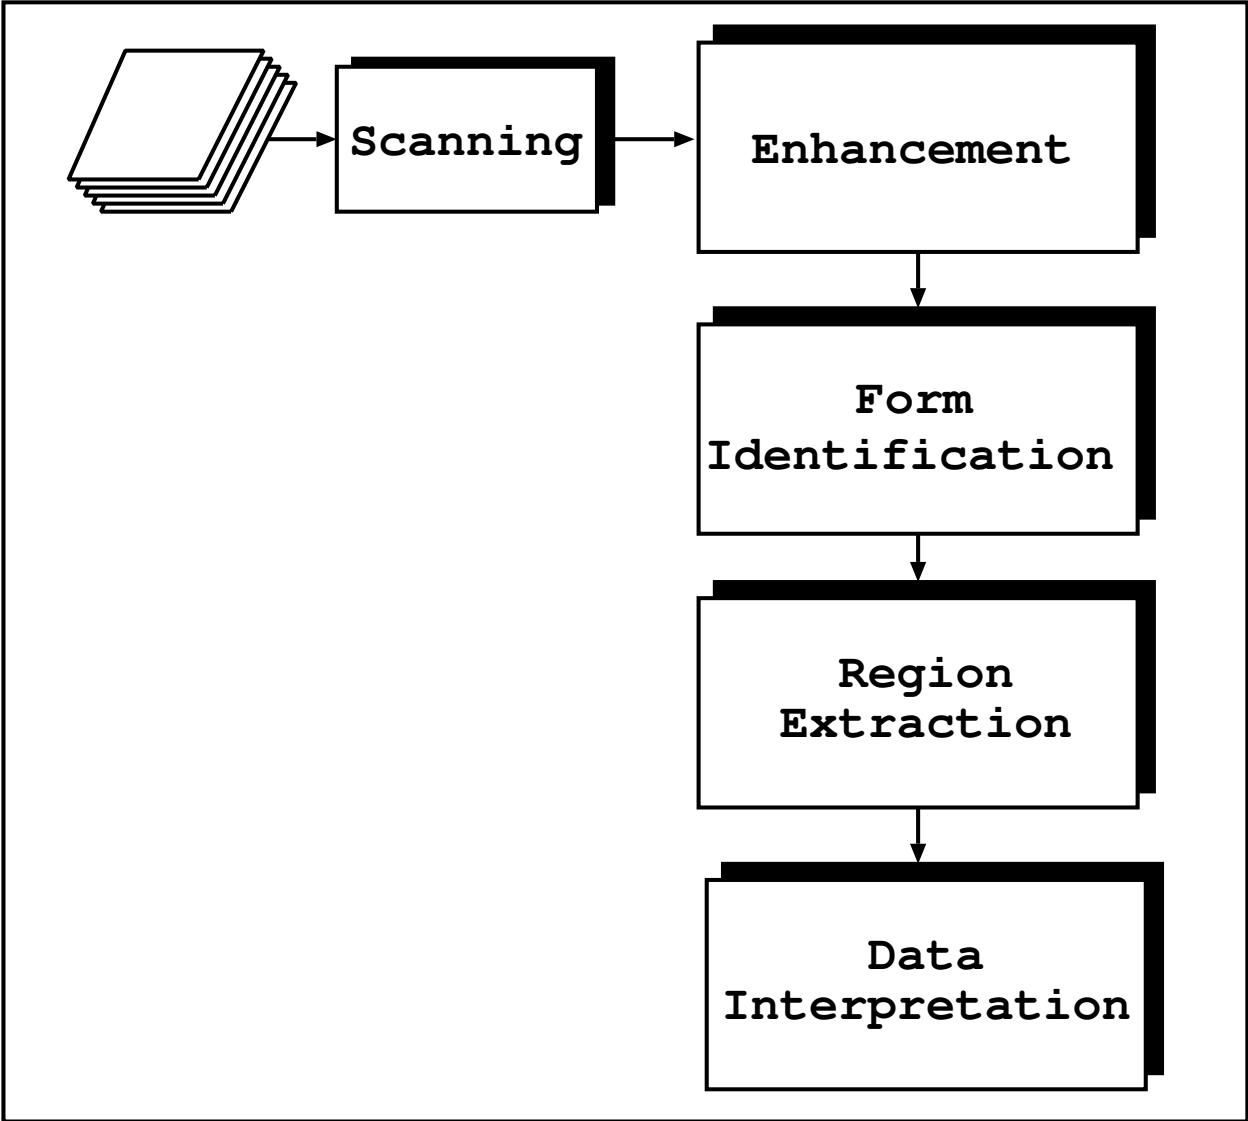 Scanning
Enhancement
Form
Identification
Region
Extraction
Data
Interpretation